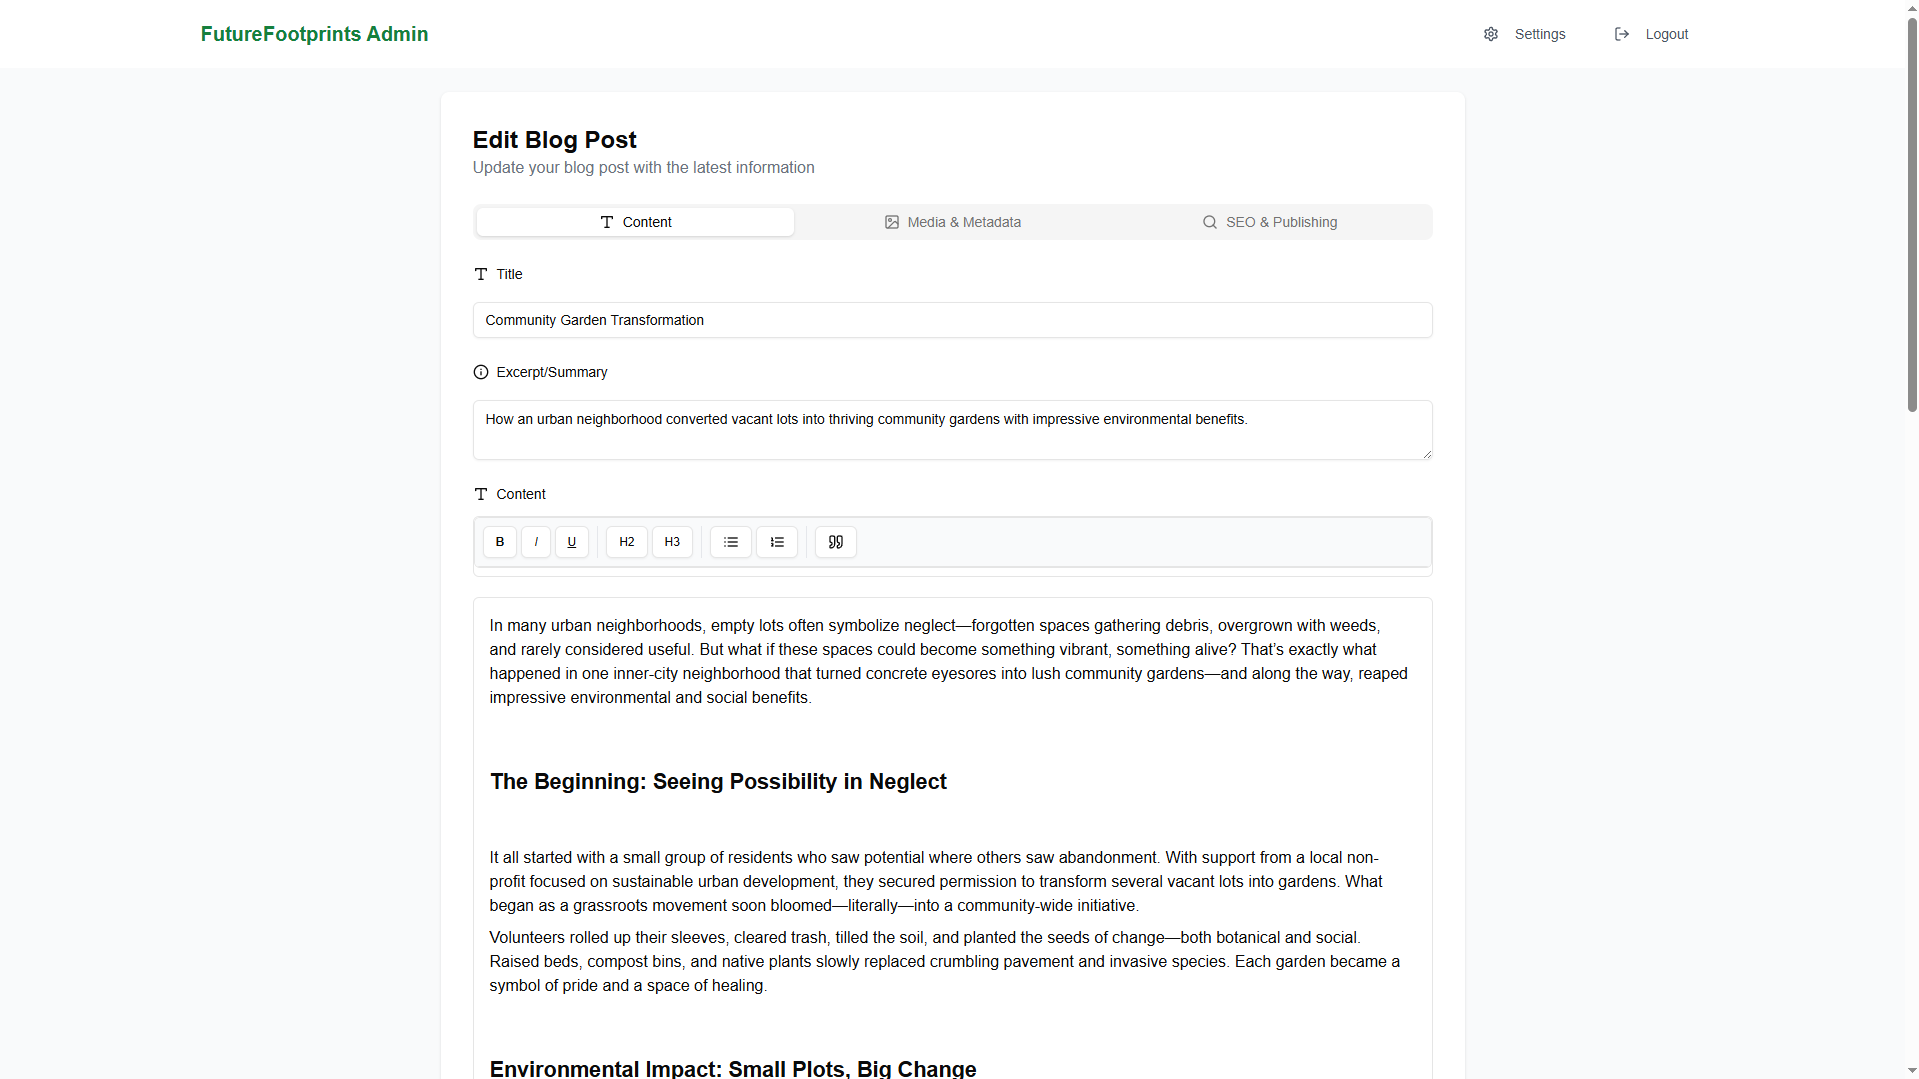 FutureFootprints Admin
Settings
Logout
Edit Blog Post
Update your blog post with the latest information
Content
Media & Metadata
SEO & Publishing
Title
Community Garden Transformation
Excerpt/Summary
How an urban neighborhood converted vacant lots into thriving community gardens with impressive environmental benefits.
Content
B I U H2 H3
In many urban neighborhoods, empty lots often symbolize neglect—forgotten spaces gathering debris, overgrown with weeds,
and rarely considered useful. But what if these spaces could become something vibrant, something alive? That’s exactly what
happened in one inner-city neighborhood that turned concrete eyesores into lush community gardens—and along the way, reaped
impressive environmental and social benefits.
The Beginning: Seeing Possibility in Neglect
It all started with a small group of residents who saw potential where others saw abandonment. With support from a local non-
profit focused on sustainable urban development, they secured permission to transform several vacant lots into gardens. What
began as a grassroots movement soon bloomed—literally—into a community-wide initiative.
Volunteers rolled up their sleeves, cleared trash, tilled the soil, and planted the seeds of change—both botanical and social.
Raised beds, compost bins, and native plants slowly replaced crumbling pavement and invasive species. Each garden became a
symbol of pride and a space of healing.
Environmental Impact: Small Plots, Big Change